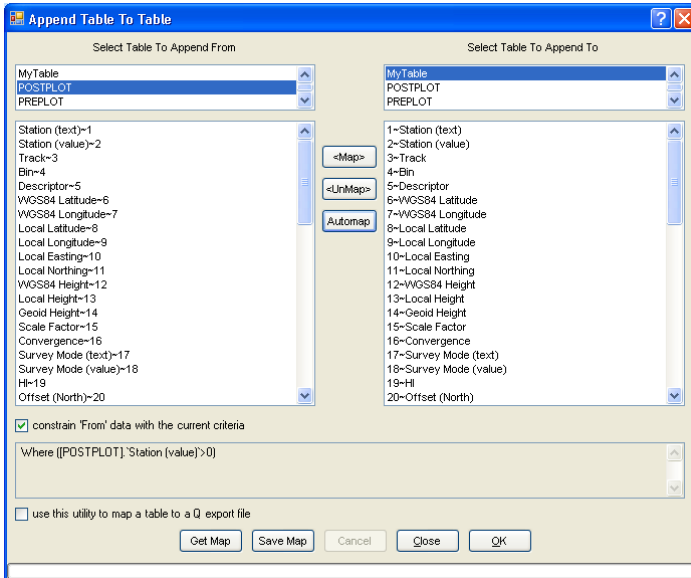 Append Table To Table
Select Table To Append From
Select Table To Append To
MyTable
POSTPLOT
PREPLOT
MyTable
POSTPLOT
PREPLOT
Station (text)~1
Station (value)~2
Track~3
Bin~4
Descriptor~5
WGS84 Latitude~6
WGS84 Longitude~7
Local Latitude~8
Local Longitude~9
Local Easting~10
Local Northing~11
WGS84 Height~12
Local Height~13
Geoid Height~14
Scale Factor~15
Convergence~16
Survey Mode (text)~17
Survey Mode (value)~18
HI~19
Offset (North)~20
<Map>
<UnMap>
Automap
1~Station (text)
2~Station (value)
3~Track
4~Bin
5~Descriptor
6~WGS84 Latitude
7~WGS84 Longitude
8~Local Latitude
9~Local Longitude
10~Local Easting
11~Local Northing
12~WGS84 Height
13~Local Height
14~Geoid Height
15~Scale Factor
16~Convergence
17~Survey Mode (text)
18~Survey Mode (value)
19~HI
20~Offset (North)
constrain 'From' data with the current criteria
Where ([POSTPLOT].`Station (value)`>0)
use this utility to map a table to a Q export file
Get Map
Save Map
Cancel
Close
OK